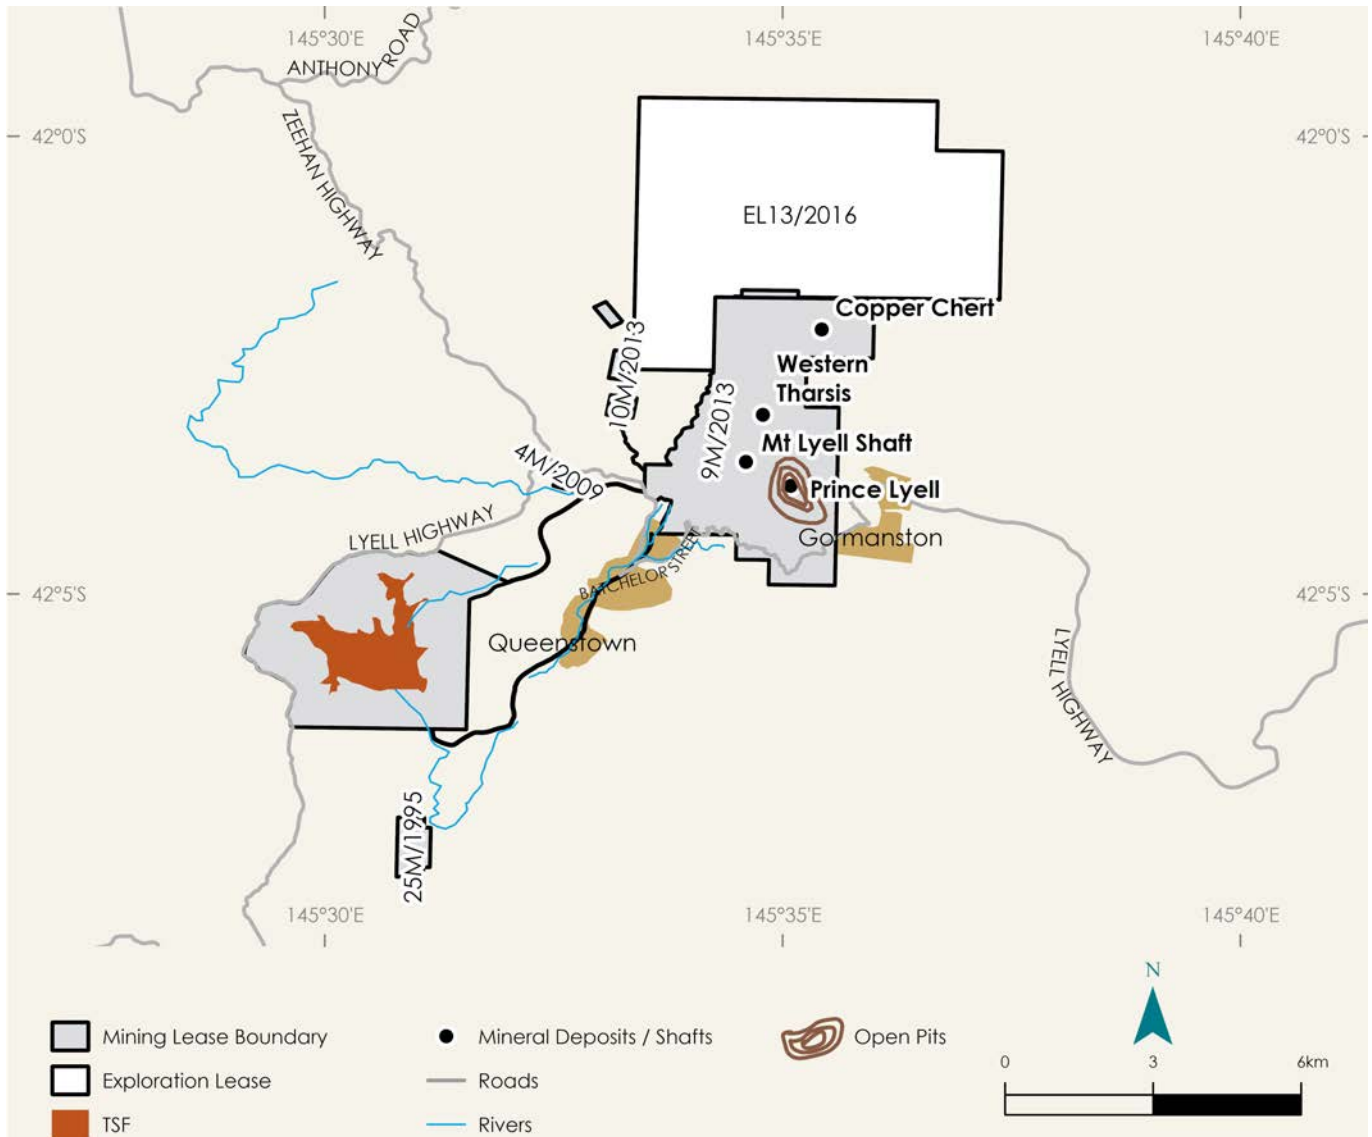 145°30'E
145°35'E
145°40'E
ANTHONY ROAD
ZEEHAN HIGHWAY
42°0'S
42°0'S
EL13/2016
Copper Chert
10M/2013
Western
Tharsis
9M/2013
Mt Lyell Shaft
4M/2009
Prince Lyell
LYELL HIGHWAY
Gormanston
BATCHELOR STREET
42°5'S
42°5'S
Queenstown
LYELL HIGHWAY
25M/1995
145°30'E
145°35'E
145°40'E
N
Mining Lease Boundary
Mineral Deposits / Shafts
Open Pits
0 3 6km
Exploration Lease
Roads
TSF
Rivers